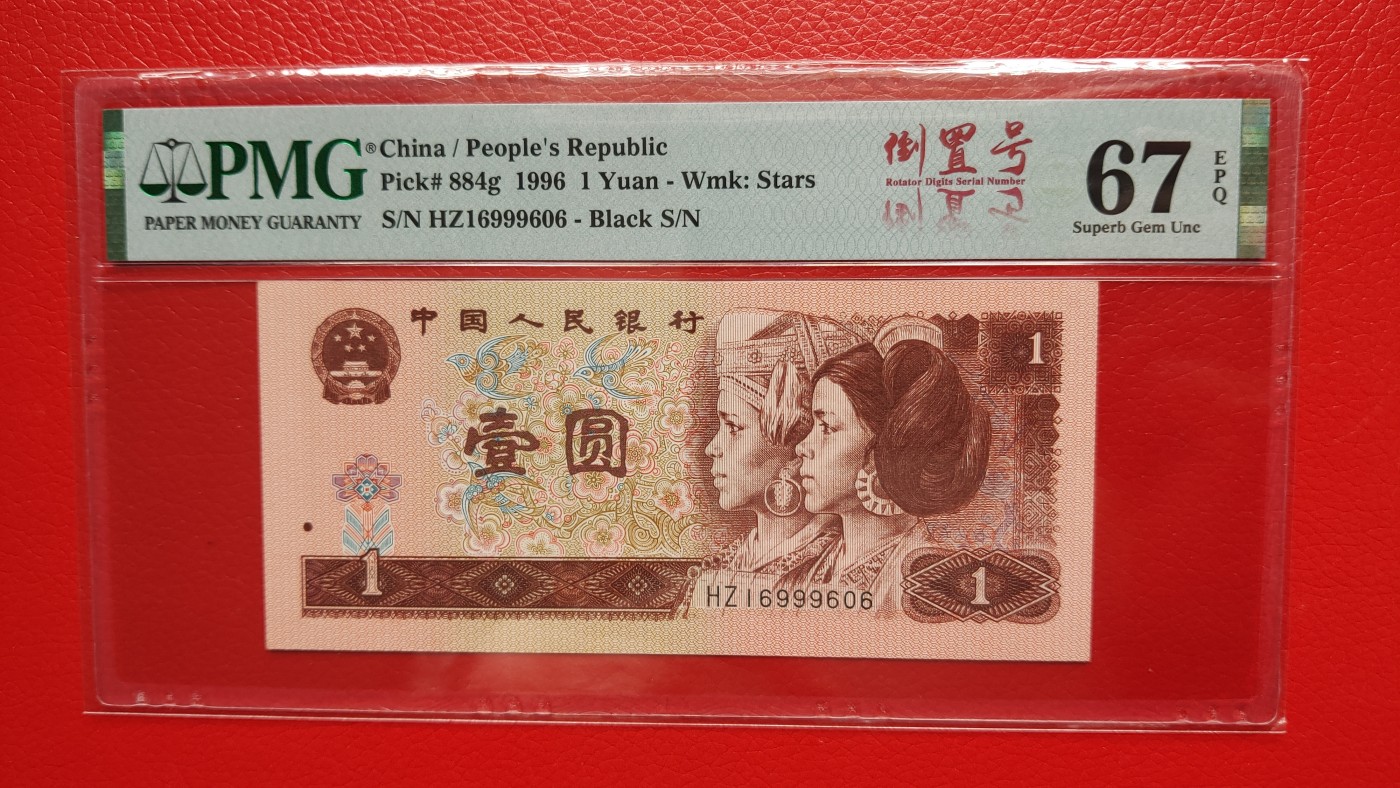 PMG®
PAPER MONEY GUARANTY
China / People's Republic
Pick# 884g 1996 1 Yuan - Wmk: Stars
S/N HZ16999606 - Black S/N
倒置号
Rotator Digits Serial Number
67
EPQ
Superb Gem Unc
中国人民银行
1
壹圆
1
HZ16999606
1